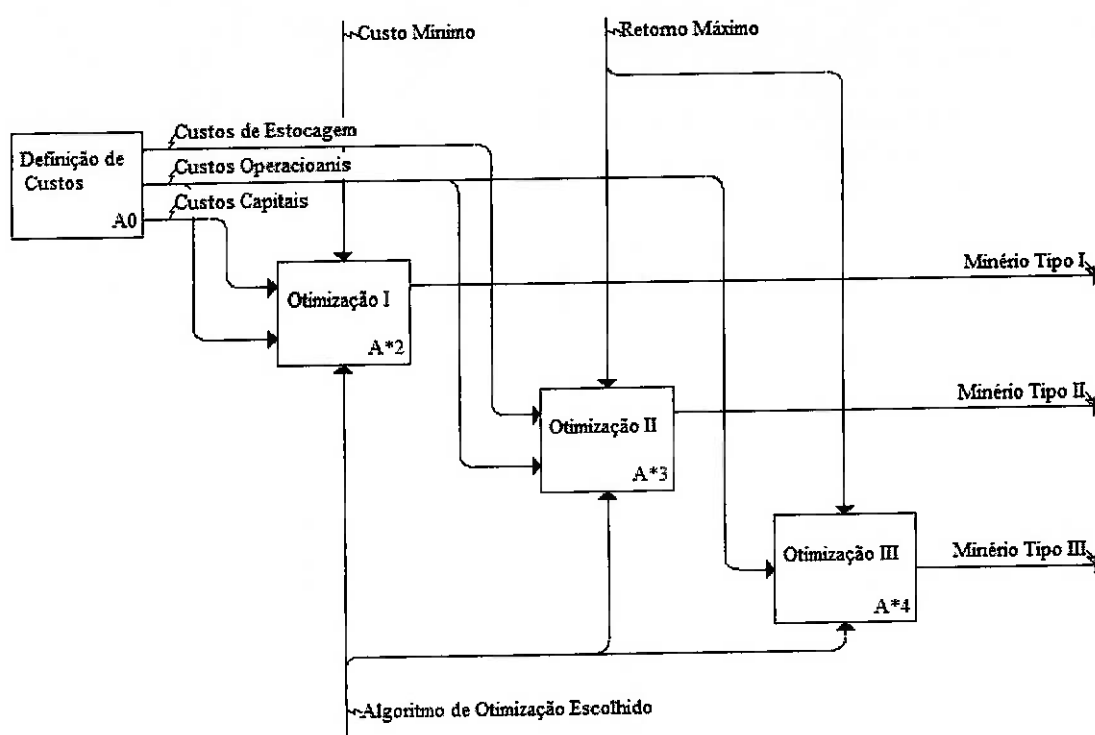 Custo Mínimo
Retorno Máximo
Custos de Estocagem
Definição de
Custos
A0
Custos Operacioanis
Custos Capitais
Minério Tipo I
Otimização I
A*2
Minério Tipo II
Otimização II
A*3
Minério Tipo III
Otimização III
A*4
Algoritmo de Otimização Escolhido